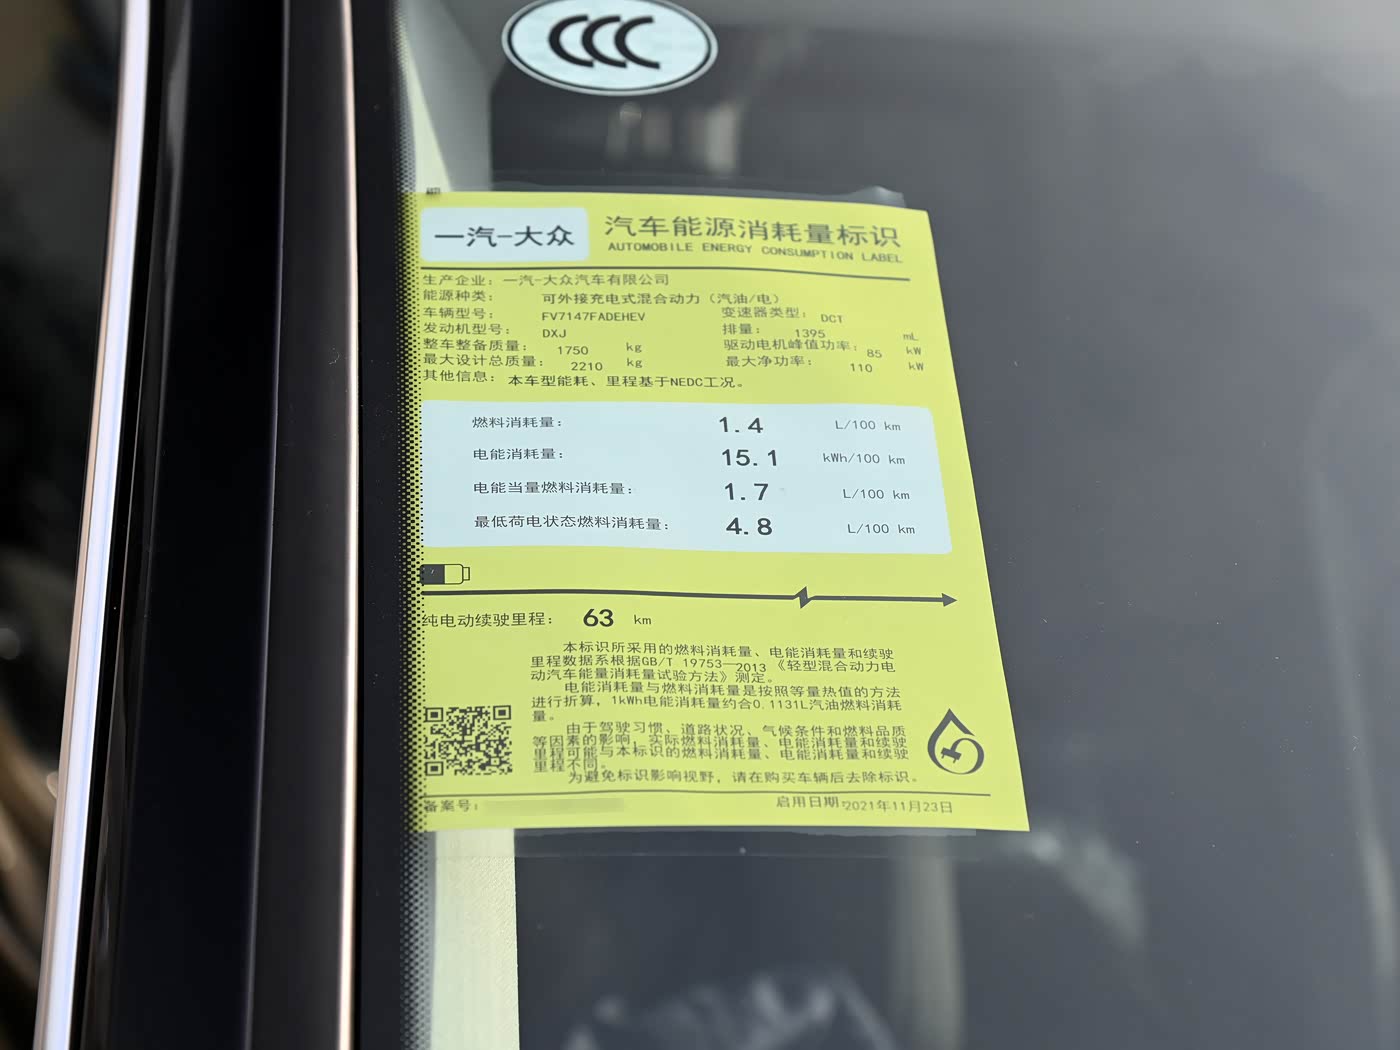 CCC
一汽-大众
汽车能源消耗量标识
AUTOMOBILE ENERGY CONSUMPTION LABEL
生产企业：一汽-大众汽车有限公司
能源种类：可外接充电式混合动力（汽油/电）
车辆型号：FV7147FADEHEV 变速器类型：DCT
发动机型号：DXJ 排量：1395 mL
整车整备质量：1750 kg 驱动电机峰值功率：85 kW
最大设计总质量：2210 kg 最大净功率：110 kW
其他信息：本车型能耗、里程基于NEDC工况。
燃料消耗量：1.4 L/100 km
电能消耗量：15.1 kWh/100 km
电能当量燃料消耗量：1.7 L/100 km
最低荷电状态燃料消耗量：4.8 L/100 km
纯电动续驶里程：63 km
本标识所采用的燃料消耗量、电能消耗量和续驶
里程数据系根据GB/T 19753—2013《轻型混合动力电
动汽车能量消耗量试验方法》测定。
电能消耗量与燃料消耗量是按照等量热值的方法
进行折算，1kWh电能消耗量约合0.1131L汽油燃料消耗
量。
由于驾驶习惯、道路状况、气候条件和燃料品质
等因素的影响，实际燃料消耗量、电能消耗量和续驶
里程可能与本标识的燃料消耗量、电能消耗量和续驶
里程不同。
为避免标识影响视野，请在购买车辆后去除标识。
备案号：
启用日期：2021年11月23日